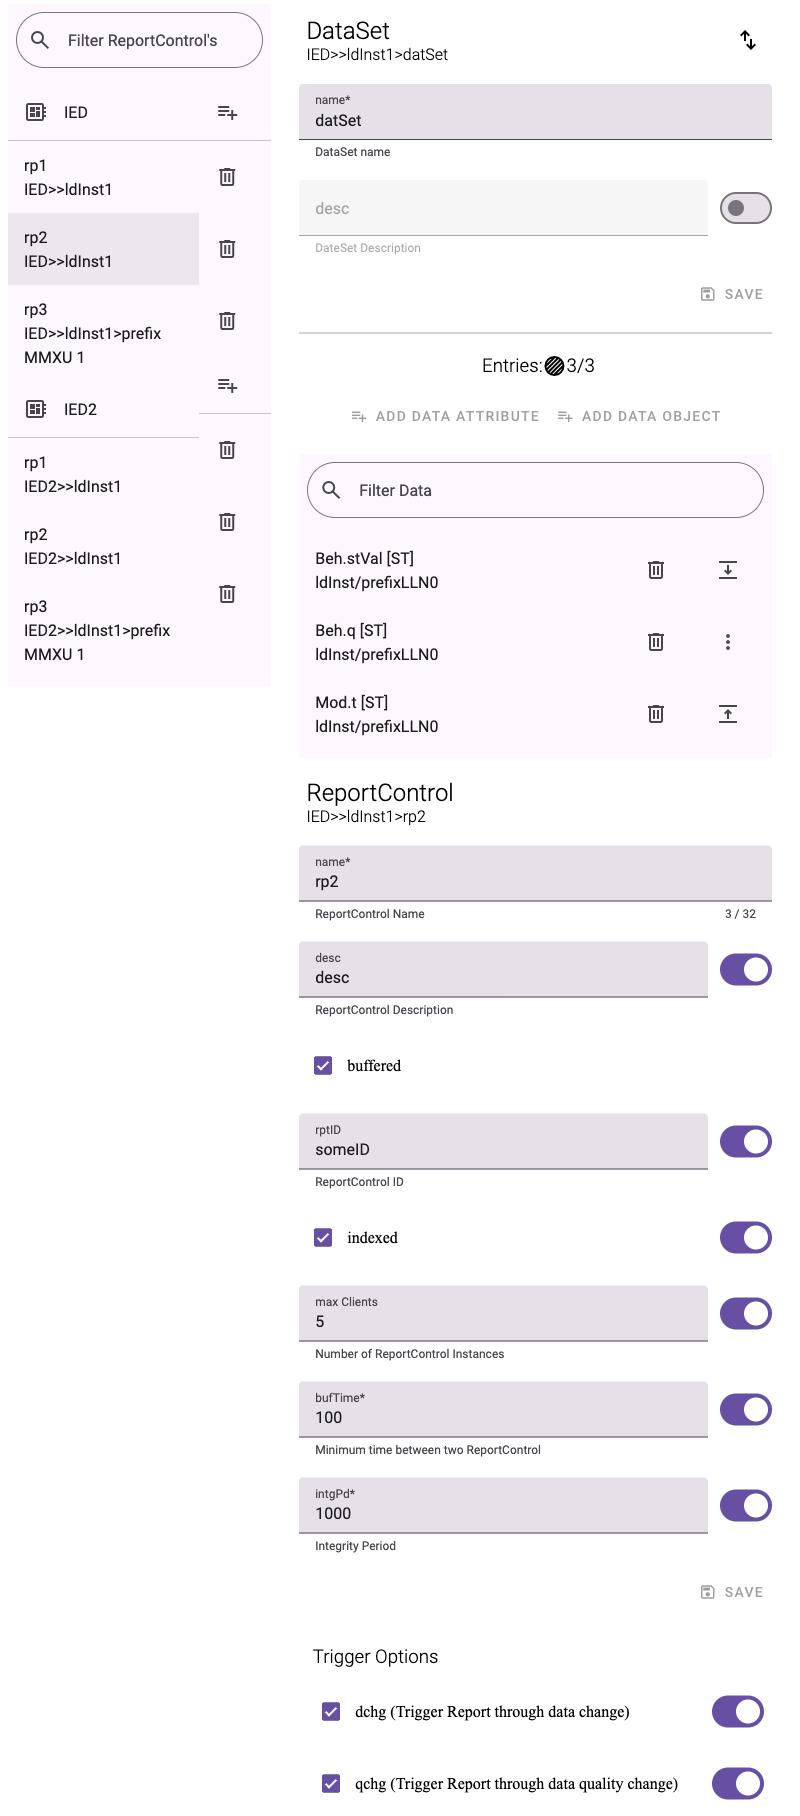 Filter ReportControl's
IED
rp1
IED>>ldInst1
rp2
IED>>ldInst1
rp3
IED>>ldInst1>prefix
MMXU 1
IED2
rp1
IED2>>ldInst1
rp2
IED2>>ldInst1
rp3
IED2>>ldInst1>prefix
MMXU 1
DataSet
IED>>ldInst1>datSet
name*
datSet
DataSet name
desc
DateSet Description
SAVE
Entries: 3/3
ADD DATA ATTRIBUTE ADD DATA OBJECT
Filter Data
Beh.stVal [ST]
ldInst/prefixLLN0
Beh.q [ST]
ldInst/prefixLLN0
Mod.t [ST]
ldInst/prefixLLN0
ReportControl
IED>>ldInst1>rp2
name*
rp2
ReportControl Name 3 / 32
desc
desc
ReportControl Description
buffered
rptID
someID
ReportControl ID
indexed
max Clients
5
Number of ReportControl Instances
bufTime*
100
Minimum time between two ReportControl
intgPd*
1000
Integrity Period
SAVE
Trigger Options
dchg (Trigger Report through data change)
qchg (Trigger Report through data quality change)